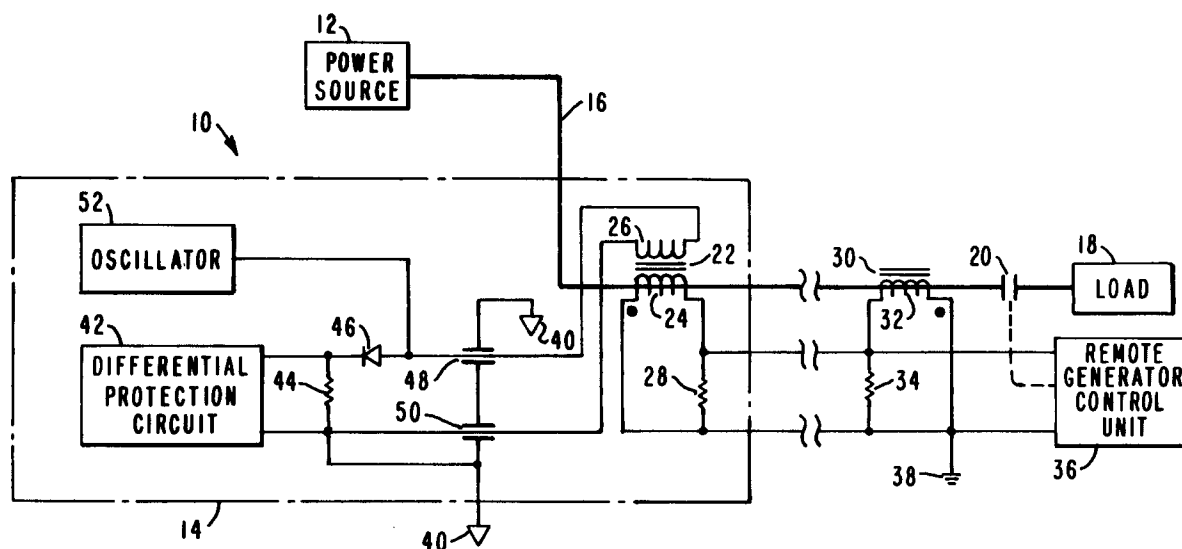 12
POWER
SOURCE
16
10
52
OSCILLATOR
26
22
24
30
32
20
18
LOAD
42
DIFFERENTIAL
PROTECTION
CIRCUIT
46
44
48
40
50
28
34
REMOTE
GENERATOR
CONTROL
UNIT
36
38
14
40